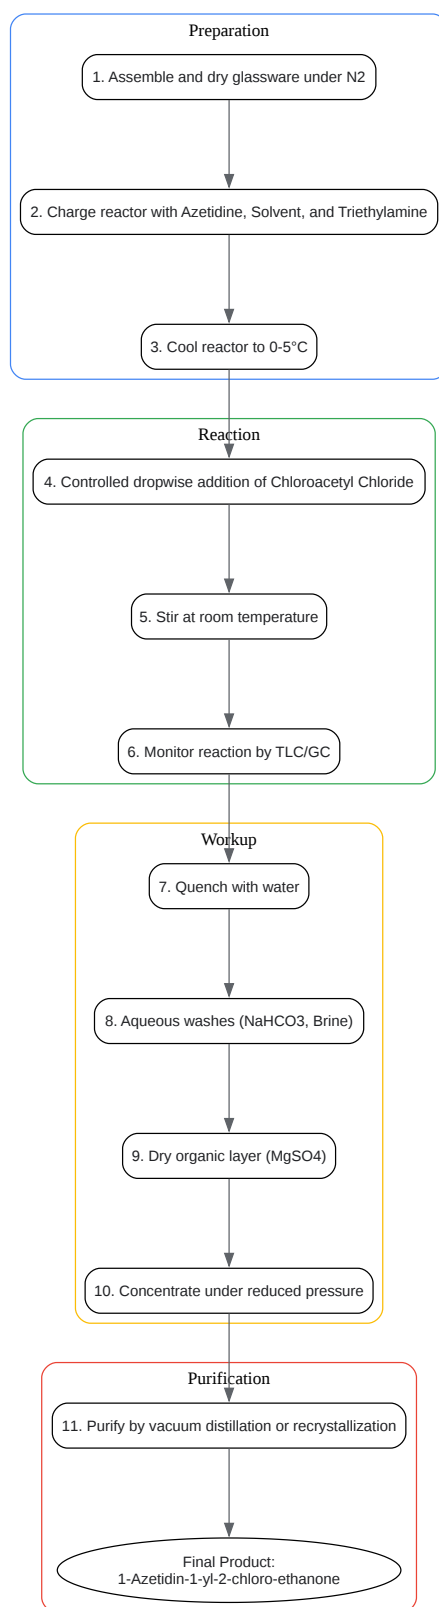 Preparation
1. Assemble and dry glassware under N2
2. Charge reactor with Azetidine, Solvent, and Triethylamine
3. Cool reactor to 0-5°C
Reaction
4. Controlled dropwise addition of Chloroacetyl Chloride
5. Stir at room temperature
6. Monitor reaction by TLC/GC
Workup
7. Quench with water
8. Aqueous washes (NaHCO3, Brine)
9. Dry organic layer (MgSO4)
10. Concentrate under reduced pressure
Purification
11. Purify by vacuum distillation or recrystallization
Final Product:
1-Azetidin-1-yl-2-chloro-ethanone